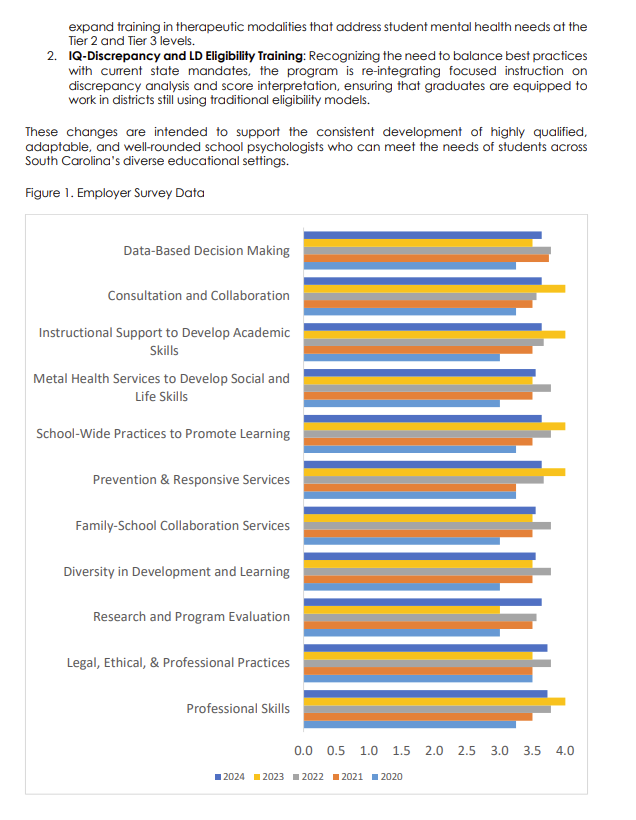 expand training in therapeutic modalities that address student mental health needs at the
Tier 2 and Tier 3 levels.
2. IQ-Discrepancy and LD Eligibility Training: Recognizing the need to balance best practices
with current state mandates, the program is re-integrating focused instruction on
discrepancy analysis and score interpretation, ensuring that graduates are equipped to
work in districts still using traditional eligibility models.
These changes are intended to support the consistent development of highly qualified,
adaptable, and well-rounded school psychologists who can meet the needs of students across
South Carolina's diverse educational settings.
Figure 1. Employer Survey Data
Data-Based Decision Making
Consultation and Collaboration
Instructional Support to Develop Academic
Skills
Metal Health Services to Develop Social and
Life Skills
School-Wide Practices to Promote Learning
Prevention & Responsive Services
Family-School Collaboration Services
Diversity in Development and Learning
Research and Program Evaluation
Legal, Ethical, & Professional Practices
Professional Skills
0.0 0.5 1.0 1.5 2.0 2.5 3.0 3.5 4.0
2024 2023 2022 2021 2020